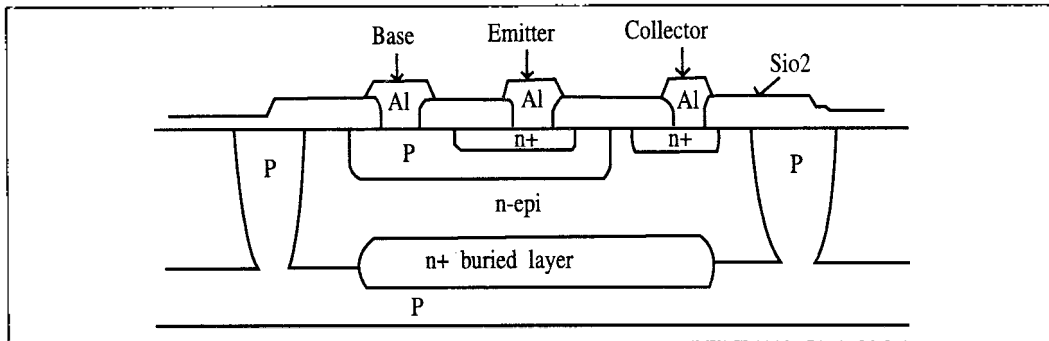 Base Emitter Collector
Sio2
Al Al Al
n+ n+
P P P
n-epi
n+ buried layer
P